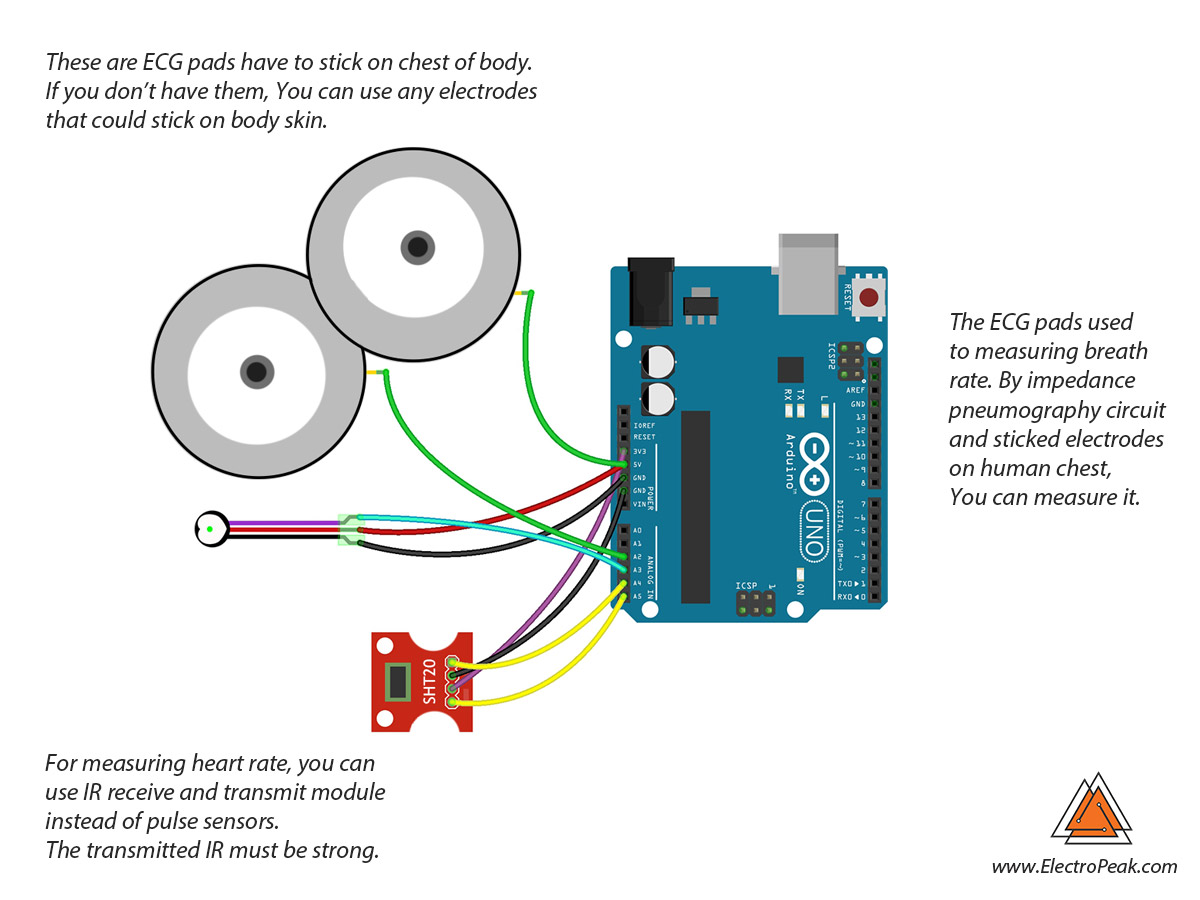 These are ECG pads have to stick on chest of body.
If you don’t have them, You can use any electrodes
that could stick on body skin.
The ECG pads used
to measuring breath
rate. By impedance
pneumography circuit
and sticked electrodes
on human chest,
You can measure it.
RESET
ICSP2
AREF
GND
13
12
~11
~10
~9
8
7
~6
~5
4
~3
2
TX0▶1
RX0◀0
DIGITAL (PWM=~)
RX
TX
L
Arduino™
UNO
ON
ICSP
1
IOREF
RESET
3V3
5V
GND
GND
VIN
POWER
A0
A1
A2
A3
A4
A5
ANALOG IN
SHT20
For measuring heart rate, you can
use IR receive and transmit module
instead of pulse sensors.
The transmitted IR must be strong.
www.ElectroPeak.com